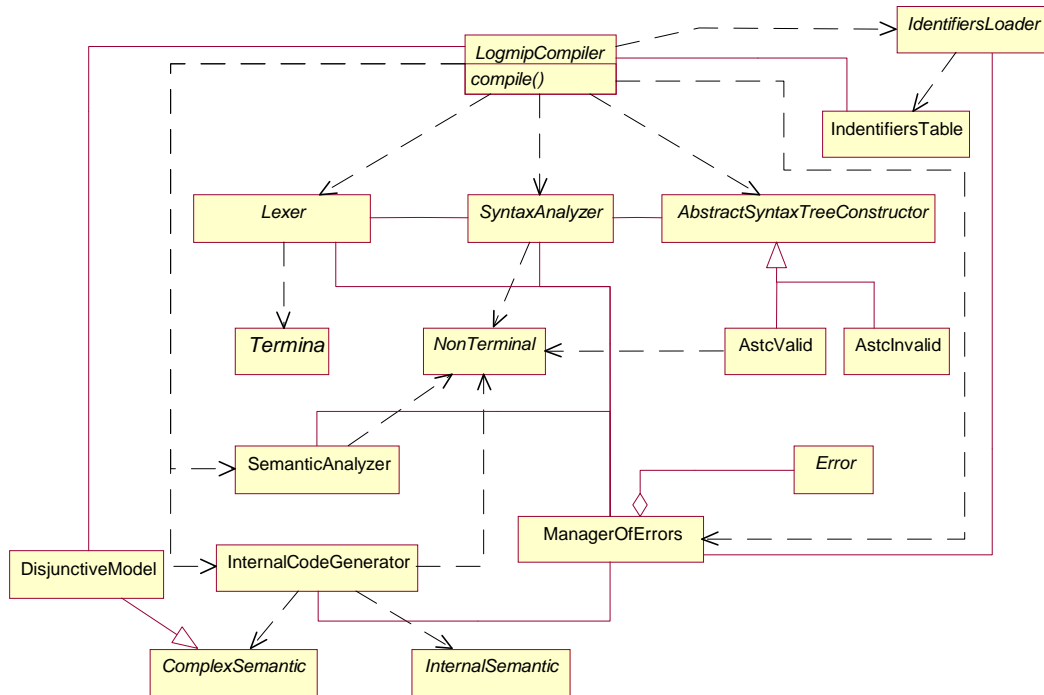 IdentifiersLoader
LogmipCompiler
compile()
IndentifiersTable
Lexer
SyntaxAnalyzer
AbstractSyntaxTreeConstructor
Termina
NonTerminal
AstcValid
AstcInvalid
SemanticAnalyzer
Error
ManagerOfErrors
DisjunctiveModel
InternalCodeGenerator
ComplexSemantic
InternalSemantic